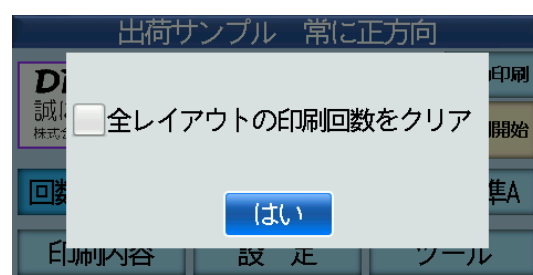 出荷サンプル 常に正方向
印刷
誠に
株式会
全レイアウトの印刷回数をクリア
開始
回数
準A
はい
印刷内容
設 定
ツール